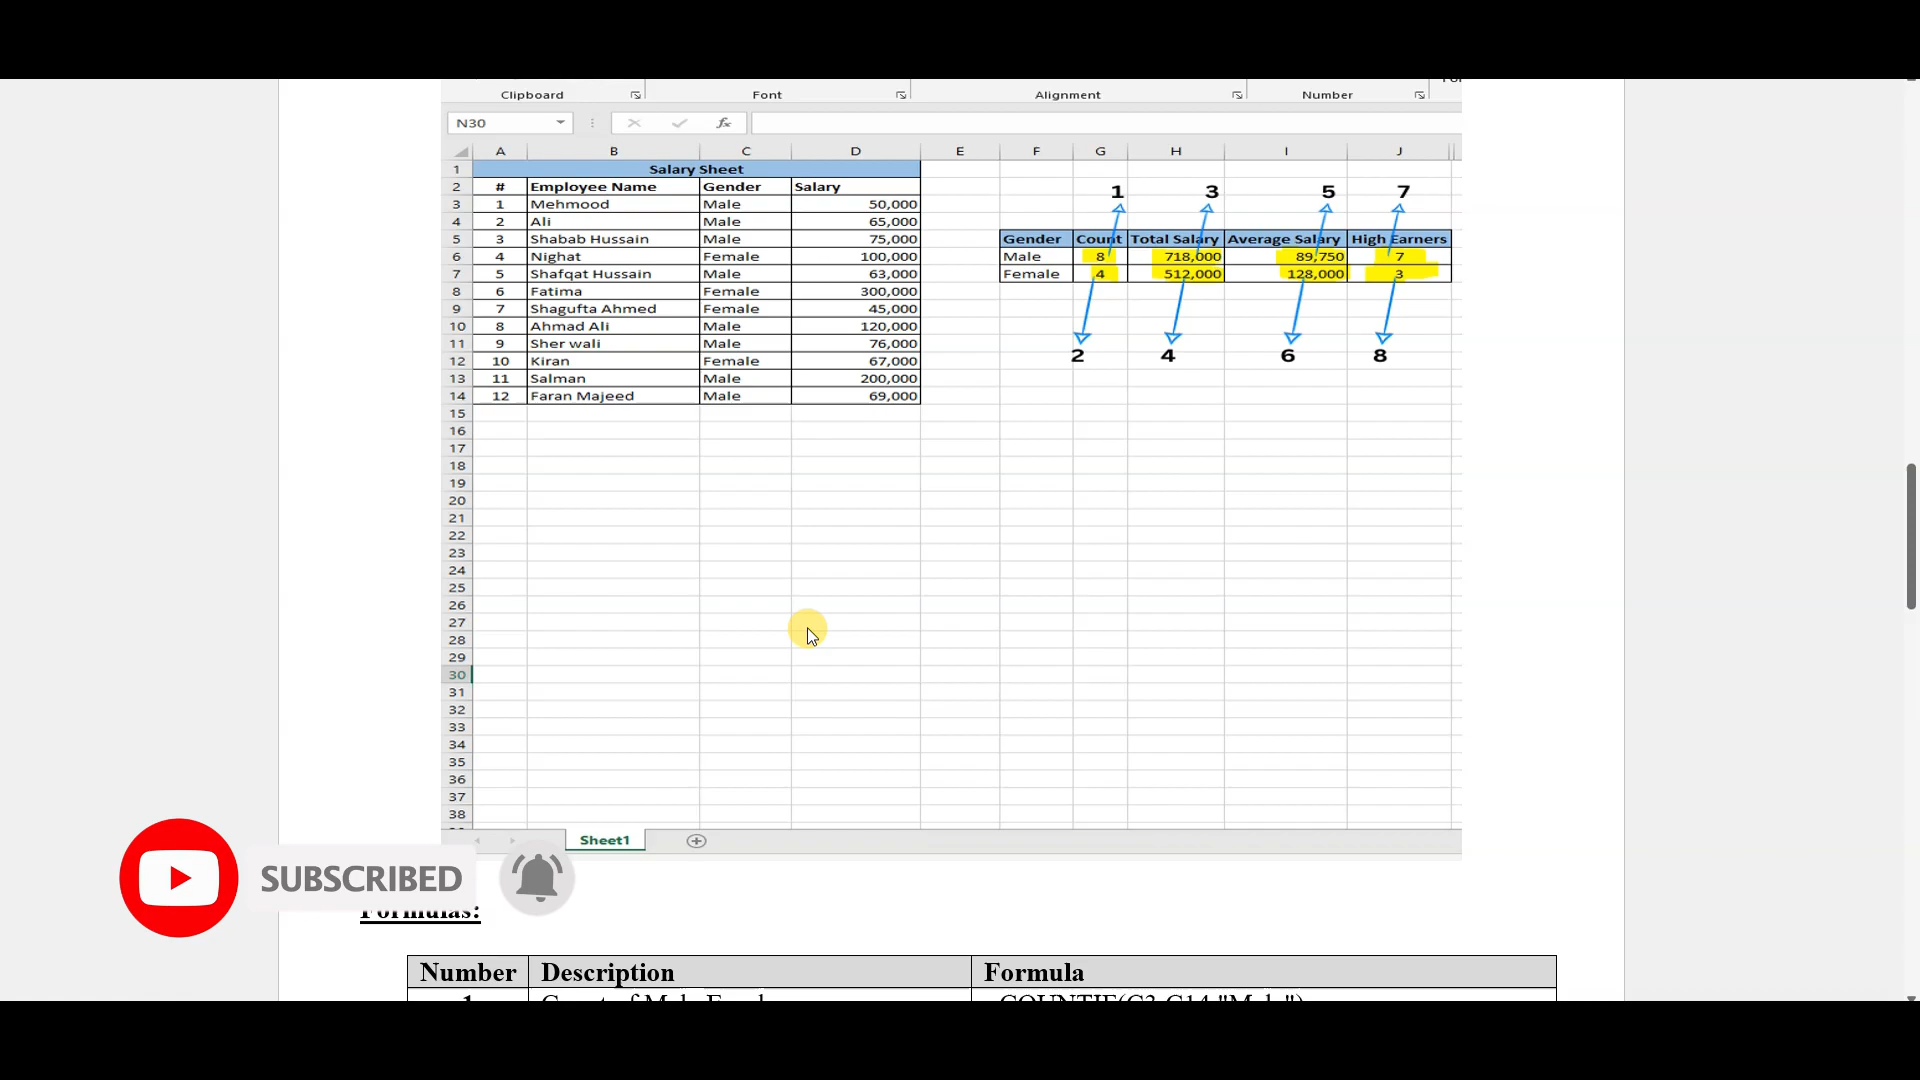 Clipboard Font Alignment Number
N30 fx
A B C D E F G H I J
1 Salary Sheet
2 # Employee Name Gender Salary 1 3 5 7
3 1 Mehmood Male 50,000
4 2 Ali Male 65,000
5 3 Shabab Hussain Male 75,000 Gender Count Total Salary Average Salary High Earners
6 4 Nighat Female 100,000 Male 8 718,000 89,750 7
7 5 Shafqat Hussain Male 63,000 Female 4 512,000 128,000 3
8 6 Fatima Female 300,000
9 7 Shagufta Ahmed Female 45,000
10 8 Ahmad Ali Male 120,000
11 9 Sher wali Male 76,000
12 10 Kiran Female 67,000 2 4 6 8
13 11 Salman Male 200,000
14 12 Faran Majeed Male 69,000
15
16
17
18
19
20
21
22
23
24
25
26
27
28
29
30
31
32
33
34
35
36
37
38
Sheet1
SUBSCRIBED
Formulas:
Number Description Formula